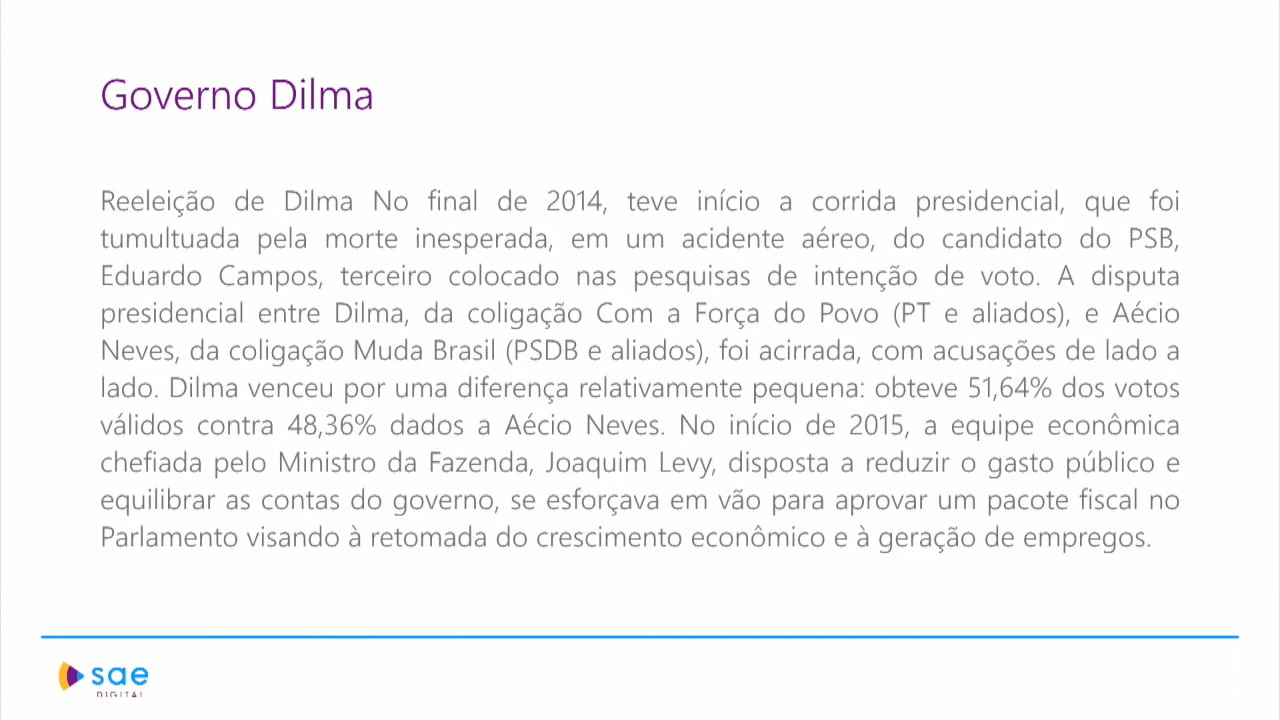 Governo Dilma
Reeleição de Dilma No final de 2014, teve início a corrida presidencial, que foi
tumultuada pela morte inesperada, em um acidente aéreo, do candidato do PSB,
Eduardo Campos, terceiro colocado nas pesquisas de intenção de voto. A disputa
presidencial entre Dilma, da coligação Com a Força do Povo (PT e aliados), e Aécio
Neves, da coligação Muda Brasil (PSDB e aliados), foi acirrada, com acusações de lado a
lado. Dilma venceu por uma diferença relativamente pequena: obteve 51,64% dos votos
válidos contra 48,36% dados a Aécio Neves. No início de 2015, a equipe econômica
chefiada pelo Ministro da Fazenda, Joaquim Levy, disposta a reduzir o gasto público e
equilibrar as contas do governo, se esforçava em vão para aprovar um pacote fiscal no
Parlamento visando à retomada do crescimento econômico e à geração de empregos.
sae
DIGITAL